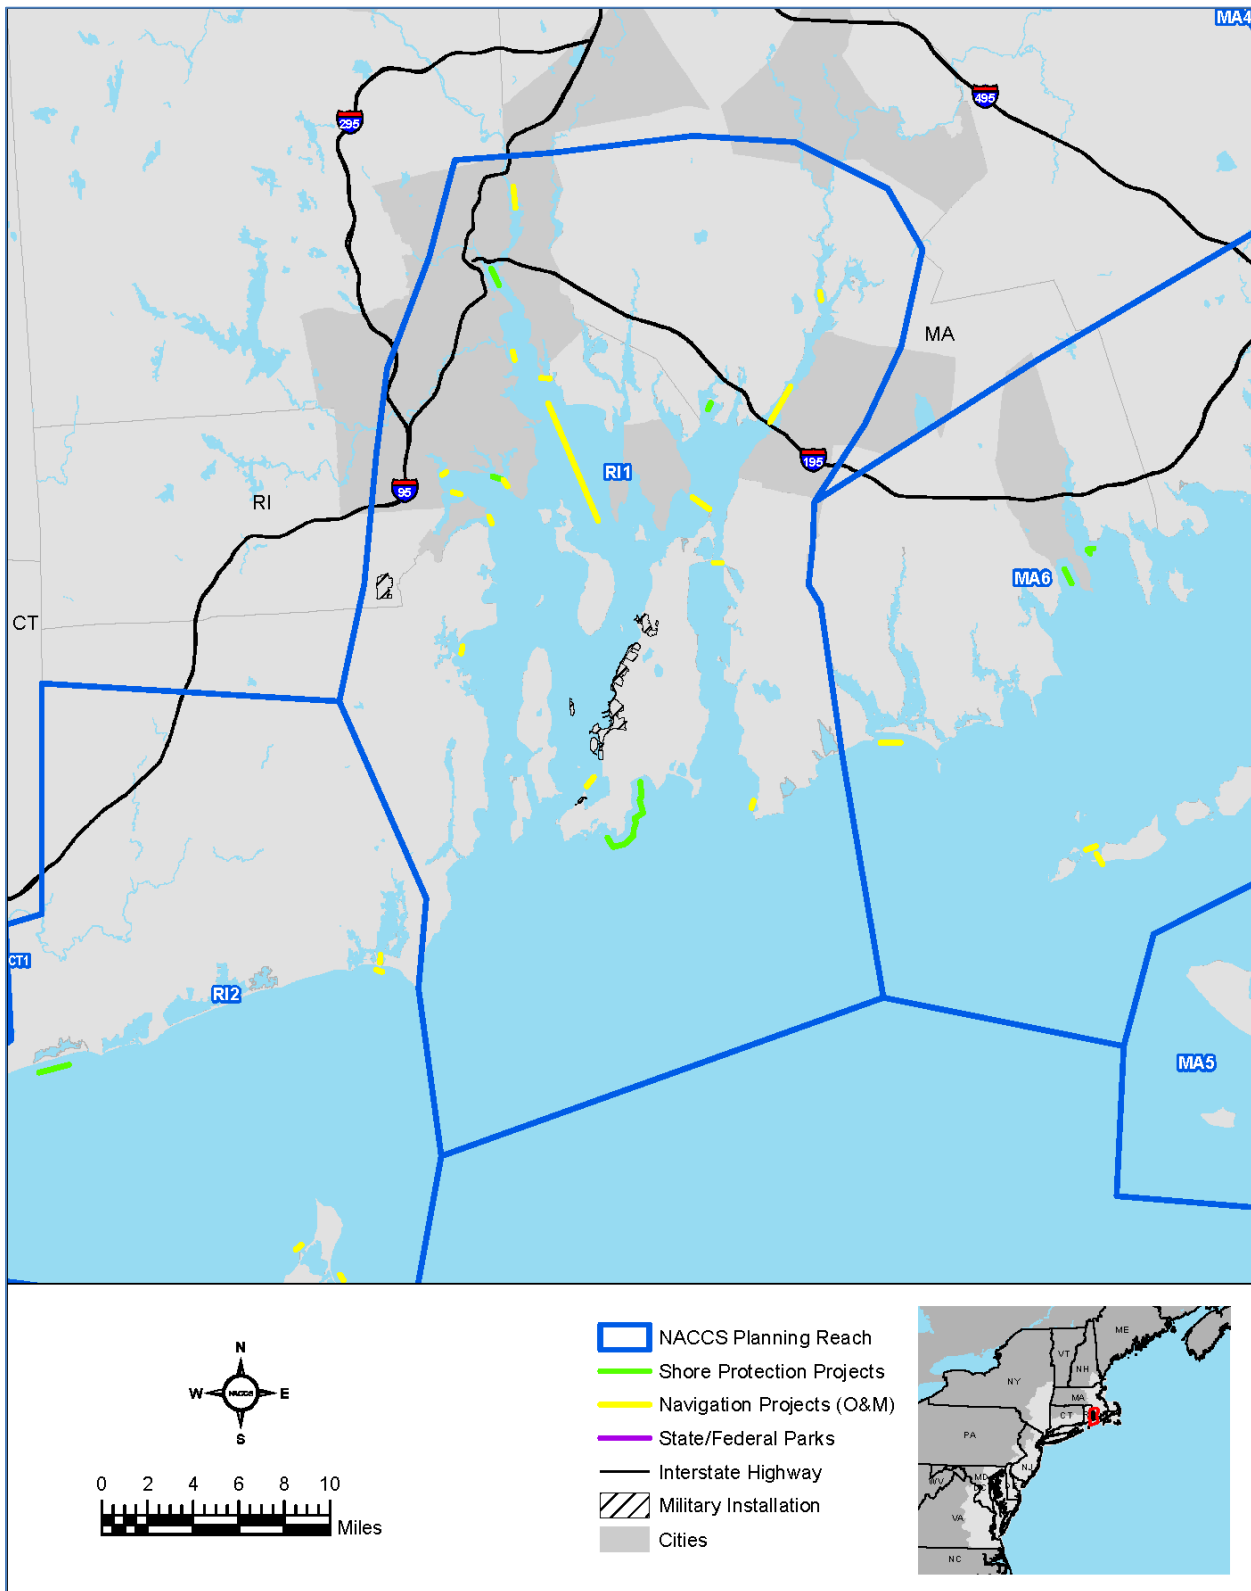 MA4
495
295
MA
RI1
195
95
RI
MA6
CT
CT1
RI2
MA5
N
W NACCS E
S
0 2 4 6 8 10
Miles
NACCS Planning Reach
Shore Protection Projects
Navigation Projects (O&M)
State/Federal Parks
Interstate Highway
Military Installation
Cities
ME
VT
NH
NY
MA
CT
PA
NJ
MD
WV
VA
NC